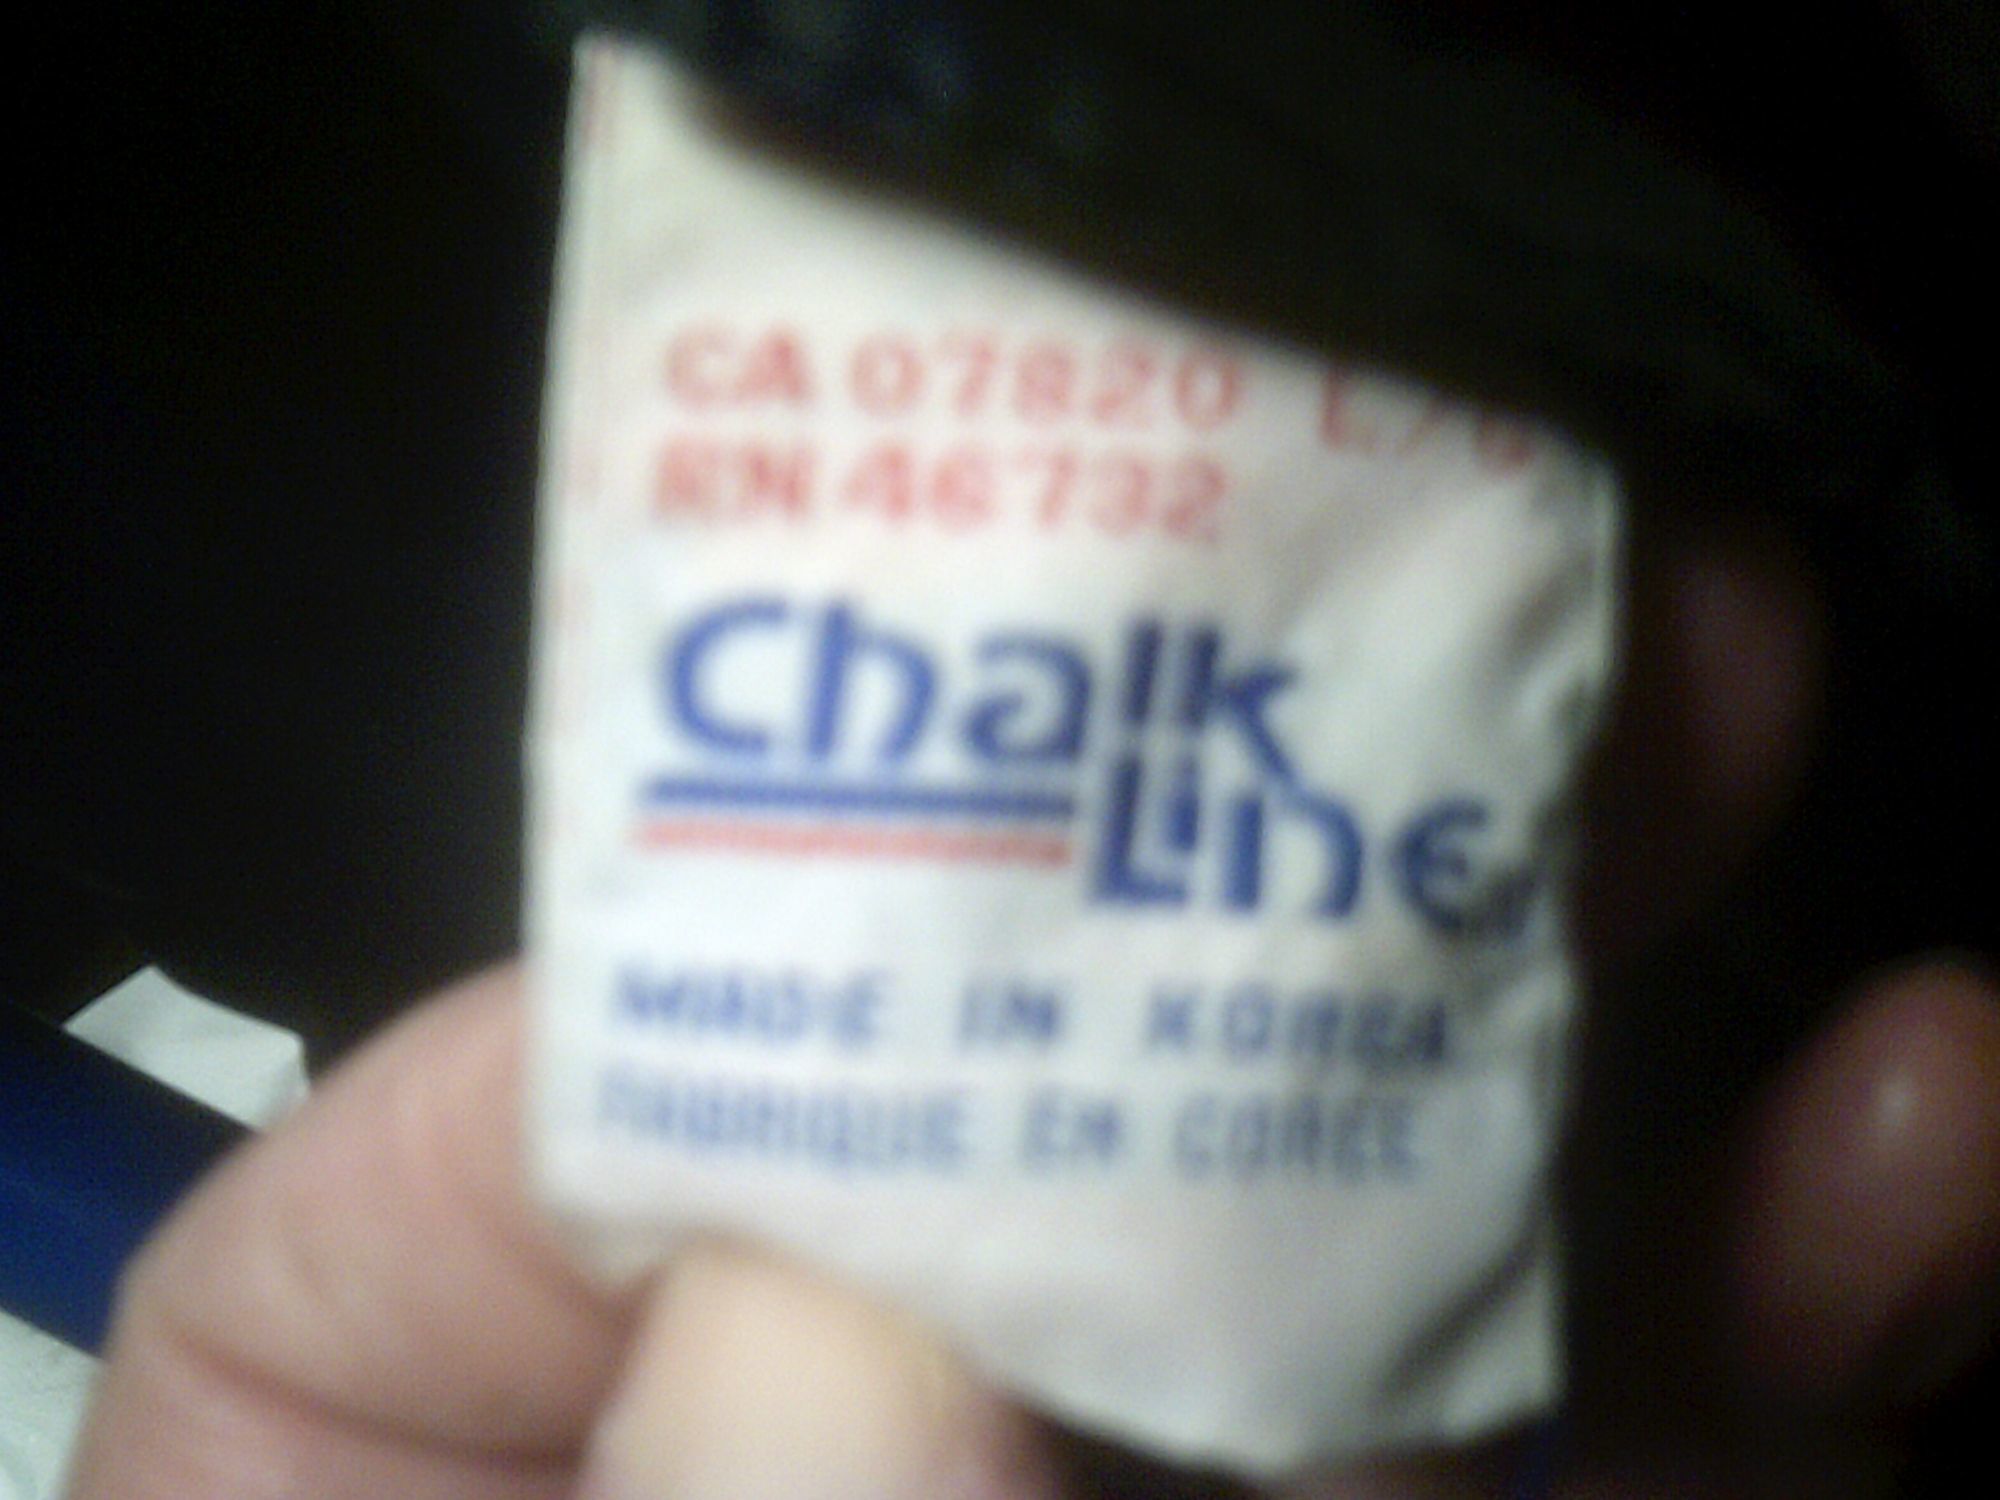 CA 07820
RN 46732
Chalk
Line
MADE IN KOREA
FABRIQUE EN COREE